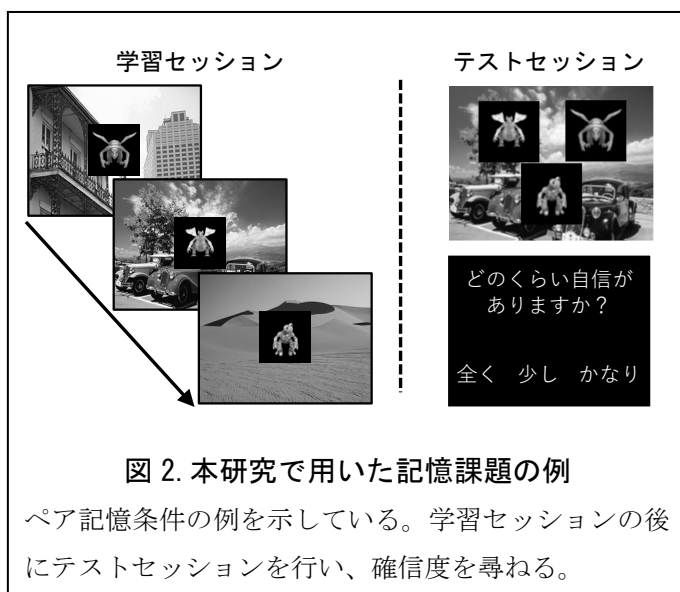 学習セッション
テストセッション
どのくらい自信が
ありますか？
全く 少し かなり
図 2. 本研究で用いた記憶課題の例
ペア記憶条件の例を示している。学習セッションの後
にテストセッションを行い、確信度を尋ねる。